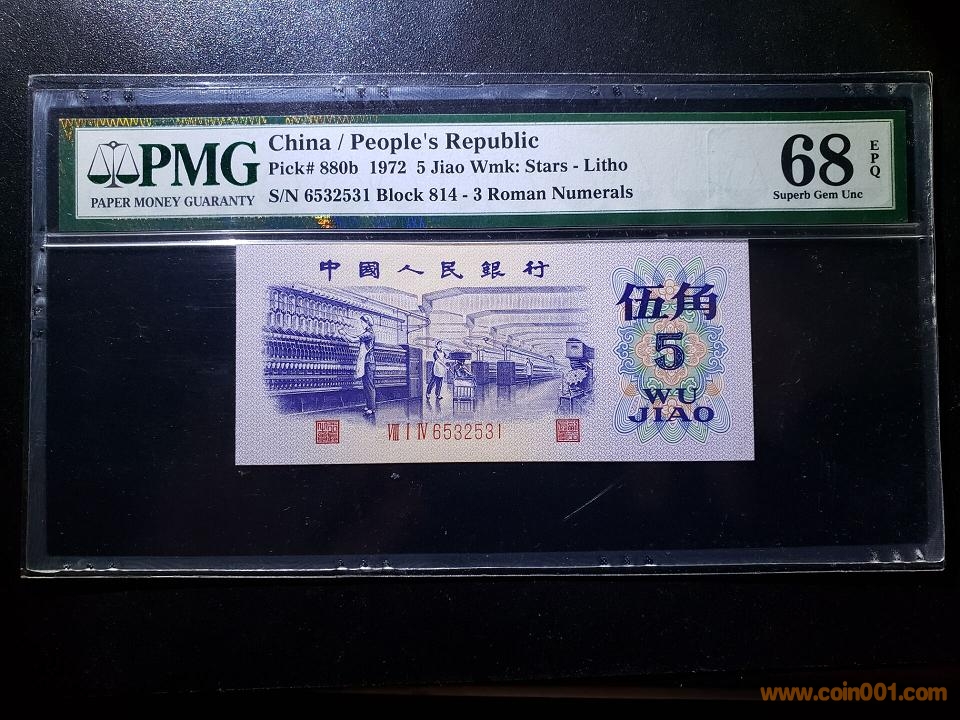 PMG
PAPER MONEY GUARANTY
China / People's Republic
Pick# 880b 1972 5 Jiao Wmk: Stars - Litho
S/N 6532531 Block 814 - 3 Roman Numerals
68
EPQ
Superb Gem Unc
中國人民銀行
伍角
5
WU
JIAO
VIII I IV 6532531
www.coin001.com